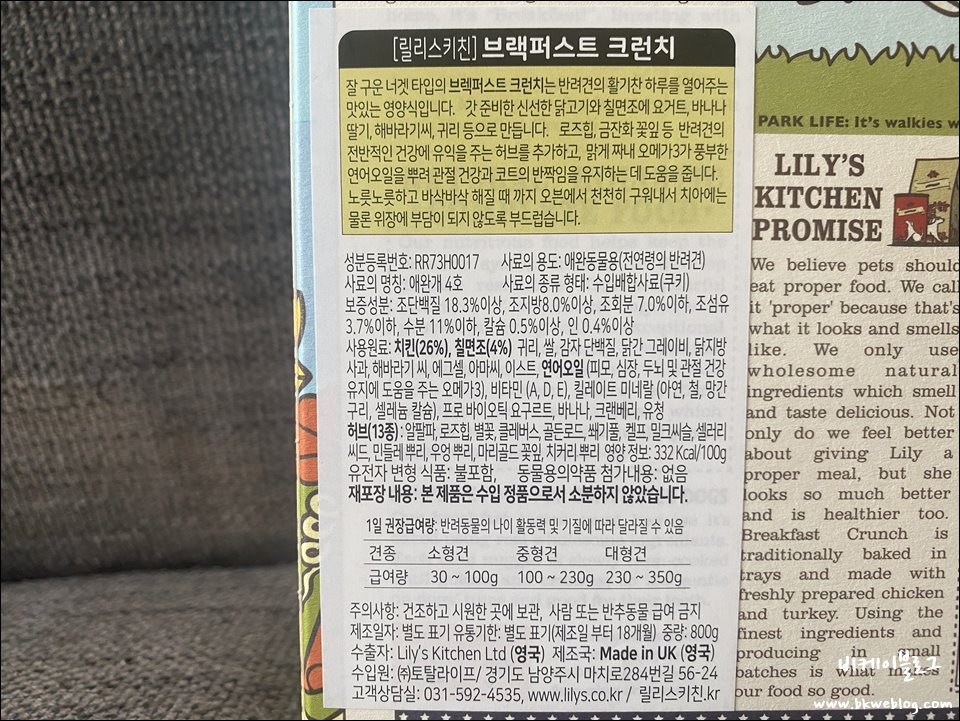 [릴리스키친] 브랙퍼스트 크런치
잘 구운 너겟 타입의 브렉퍼스트 크런치는 반려견의 활기찬 하루를 열어주는
맛있는 영양식입니다. 갓 준비한 신선한 닭고기와 칠면조에 요거트, 바나나
딸기, 해바라기씨, 귀리 등으로 만듭니다. 로즈힙, 금잔화 꽃잎 등 반려견의
전반적인 건강에 유익을 주는 허브를 추가하고, 맑게 짜내 오메가3가 풍부한
연어오일을 뿌려 관절 건강과 코트의 반짝임을 유지하는 데 도움을 줍니다.
노릇노릇하고 바삭바삭 해질 때 까지 오븐에서 천천히 구워내서 치아에는
물론 위장에 부담이 되지 않도록 부드럽습니다.
성분등록번호: RR73H0017 사료의 용도: 애완동물용(전연령의 반려견)
사료의 명칭: 애완개 4호 사료의 종류 형태: 수입배합사료(쿠키)
보증성분: 조단백질 18.3%이상, 조지방8.0%이상, 조회분 7.0%이하, 조섬유
3.7%이하, 수분 11%이하, 칼슘 0.5%이상, 인 0.4%이상
사용원료: 치킨(26%), 칠면조(4%) 귀리, 쌀, 감자 단백질, 닭간 그레이비, 닭지방
사과, 해바라기 씨, 에그셀, 아마씨, 이스트, 연어오일 (피모, 심장, 두뇌 및 관절 건강
유지에 도움을 주는 오메가3), 비타민 (A, D, E), 킬레이트 미네랄 (아연, 철, 망간
구리, 셀레늄 칼슘), 프로 바이오틱 요구르트, 바나나, 크랜베리, 유청
허브(13종) : 알팔파, 로즈힙, 별꽃, 클레버스, 골든로드, 쐐기풀, 켈프, 밀크씨슬, 셀러리
씨드, 민들레 뿌리, 우엉 뿌리, 마리골드 꽃잎, 치커리 뿌리 영양 정보: 332 Kcal/100g
유전자 변형 식품: 불포함, 동물용의약품 첨가내용: 없음
재포장 내용: 본 제품은 수입 정품으로서 소분하지 않았습니다.
1일 권장급여량: 반려동물의 나이 활동력 및 기질에 따라 달라질 수 있음
견종 소형견 중형견 대형견
급여량 30 ~ 100g 100 ~ 230g 230 ~ 350g
주의사항: 건조하고 시원한 곳에 보관, 사람 또는 반추동물 급여 금지
제조일자: 별도 표기 유통기한: 별도 표기(제조일 부터 18개월) 중량: 800g
수출자: Lily's Kitchen Ltd (영국) 제조국: Made in UK (영국)
수입원: ㈜토탈라이프/ 경기도 남양주시 마치로284번길 56-24
고객상담실: 031-592-4535, www.lilys.co.kr / 릴리스키친.kr
PARK LIFE: It's walkies w
LILY'S
KITCHEN
PROMISE
We believe pets should
eat proper food. We call
it 'proper' because that's
what it looks and smells
like. We only use
wholesome natural
ingredients which smell
and taste delicious. Not
only do we feel better
about giving Lily a
proper meal, but she
looks so much better
and is healthier too.
Breakfast Crunch is
traditionally baked in
trays and made with
freshly prepared chicken
and turkey. Using the
finest ingredients and
producing in small
batches is what makes
our food so good.
비케이블로그
www.bkweblog.com